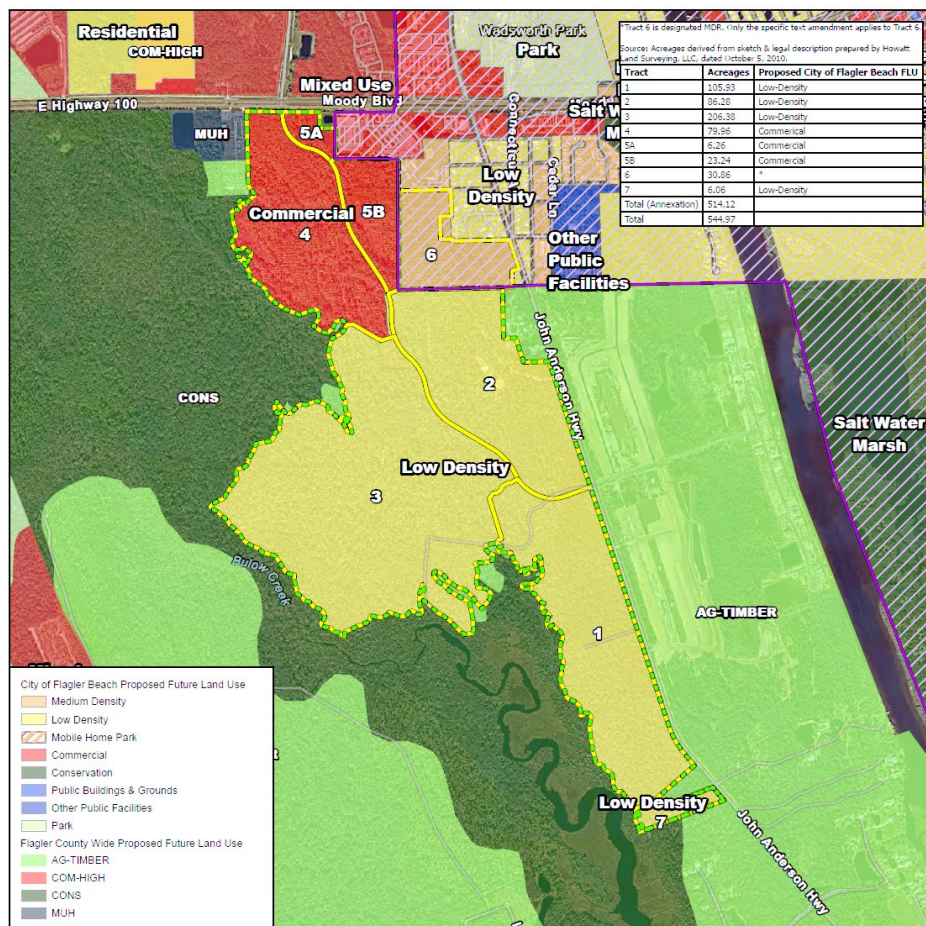 Residential
COM-HIGH
Wadsworth Park
Park
*Tract 6 is designated MDR. Only the specific text amendment applies to Tract 6.
Source: Acreages derived from sketch & legal description prepared by Howatt
Land Surveying, LLC, dated October 5, 2010.
Tract Acreages Proposed City of Flagler Beach FLU
1 105.93 Low-Density
2 86.28 Low-Density
3 206.38 Low-Density
4 79.96 Commerical
5A 6.26 Commercial
5B 23.24 Commercial
6 30.86 *
7 6.06 Low-Density
Total (Annexation) 514.12
Total 544.97
Mixed Use
E Highway 100
Moody Blvd
MUH
5A
Low
Density
Cedar Ln
Commercial 5B
4
6
Other
Public
Facilities
John Anderson Hwy
2
CONS
Salt Water
Marsh
Low Density
3
Bulow Creek
AG-TIMBER
1
Low Density
7
John Anderson Hwy
City of Flagler Beach Proposed Future Land Use
Medium Density
Low Density
Mobile Home Park
Commercial
Conservation
Public Buildings & Grounds
Other Public Facilities
Park
Flagler County Wide Proposed Future Land Use
AG-TIMBER
COM-HIGH
CONS
MUH